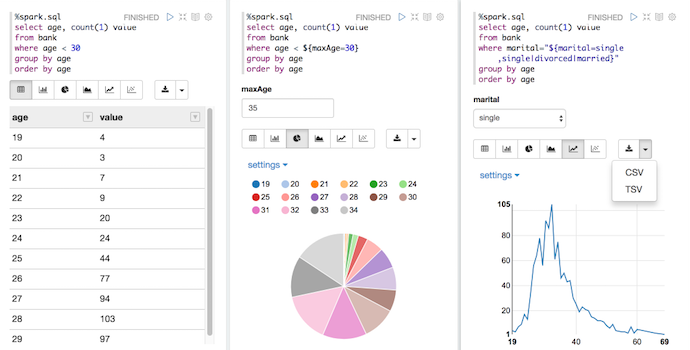 %spark.sql FINISHED
select age, count(1) value
from bank
where age < 30
group by age
order by age
age value
19 4
20 3
21 7
22 9
23 20
24 24
25 44
26 77
27 94
28 103
29 97
%spark.sql FINISHED
select age, count(1) value
from bank
where age < ${maxAge=30}
group by age
order by age
maxAge
35
settings
19 20 21 22 23 24
25 26 27 28 29 30
31 32 33 34
%spark.sql FINISHED
select age, count(1) value
from bank
where marital="${marital=single
,single|divorced|married}"
group by age
order by age
marital
single
CSV
TSV
settings
105
80
60
40
20
1
19 40 60 69